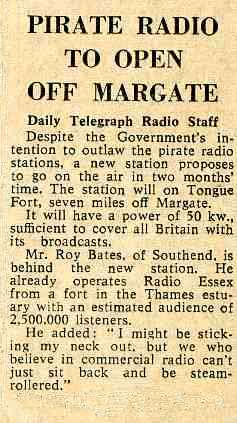 PIRATE RADIO
TO OPEN
OFF MARGATE
Daily Telegraph Radio Staff
Despite the Government's in-
tention to outlaw the pirate radio
stations, a new station proposes
to go on the air in two months'
time. The station will on Tongue
Fort, seven miles off Margate.
It will have a power of 50 kw.,
sufficient to cover all Britain with
its broadcasts.
Mr. Roy Bates, of Southend, is
behind the new station. He
already operates Radio Essex
from a fort in the Thames estu-
ary with an estimated audience of
2,500,000 listeners.
He added: "I might be stick-
ing my neck out, but we who
believe in commercial radio can't
just sit back and be steam-
rollered."